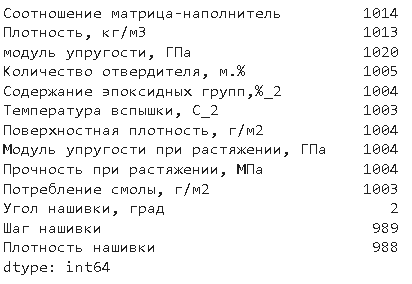 Соотношение матрица-наполнитель 1014
Плотность, кг/м3 1013
модуль упругости, ГПа 1020
Количество отвердителя, м.% 1005
Содержание эпоксидных групп,%_2 1004
Температура вспышки, С_2 1003
Поверхностная плотность, г/м2 1004
Модуль упругости при растяжении, ГПа 1004
Прочность при растяжении, МПа 1004
Потребление смолы, г/м2 1003
Угол нашивки, град 2
Шаг нашивки 989
Плотность нашивки 988
dtype: int64